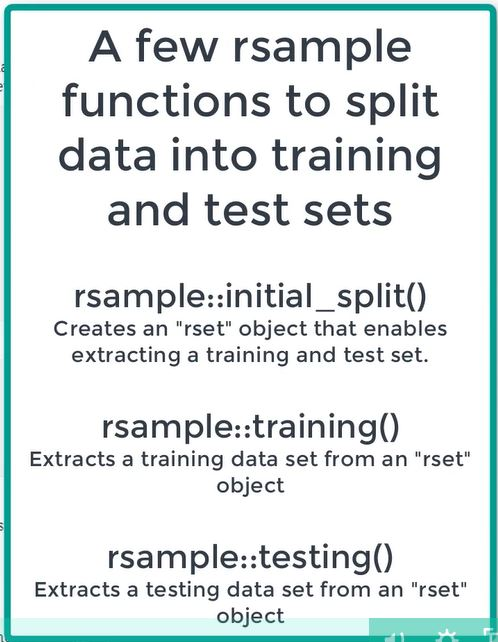 A few rsample
functions to split
data into training
and test sets
rsample::initial_split()
Creates an "rset" object that enables
extracting a training and test set.
rsample::training()
Extracts a training data set from an "rset"
object
rsample::testing()
Extracts a testing data set from an "rset"
object